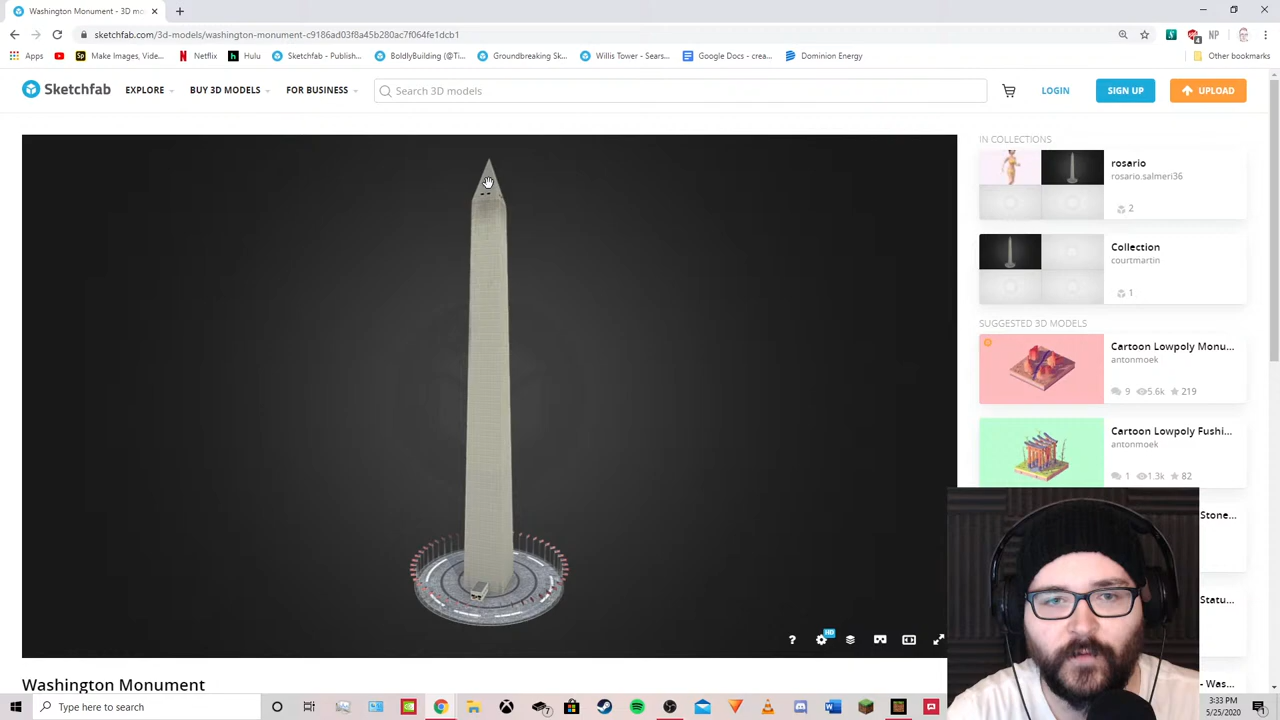 Washington Monument - 3D mo
sketchfab.com/3d-models/washington-monument-c9186ad03f8a45b280ac7f064fe1dcb1
NP
Apps
Make Images, Vide...
Netflix
Hulu
Sketchfab - Publish...
BoldlyBuilding (@Ti...
Groundbreaking Sk...
Willis Tower - Sears...
Google Docs - crea...
Dominion Energy
Other bookmarks
Sketchfab
EXPLORE
BUY 3D MODELS
FOR BUSINESS
Search 3D models
LOGIN
SIGN UP
UPLOAD
IN COLLECTIONS
rosario
rosario.salmeri36
2
Collection
courtmartin
1
SUGGESTED 3D MODELS
Cartoon Lowpoly Monu...
antonmoek
9 5.6k 219
Cartoon Lowpoly Fushi...
antonmoek
1 1.3k 82
Stone...
Statu...
- Was...
? HD
Washington Monument
Type here to search
3:33 PM
5/25/2020